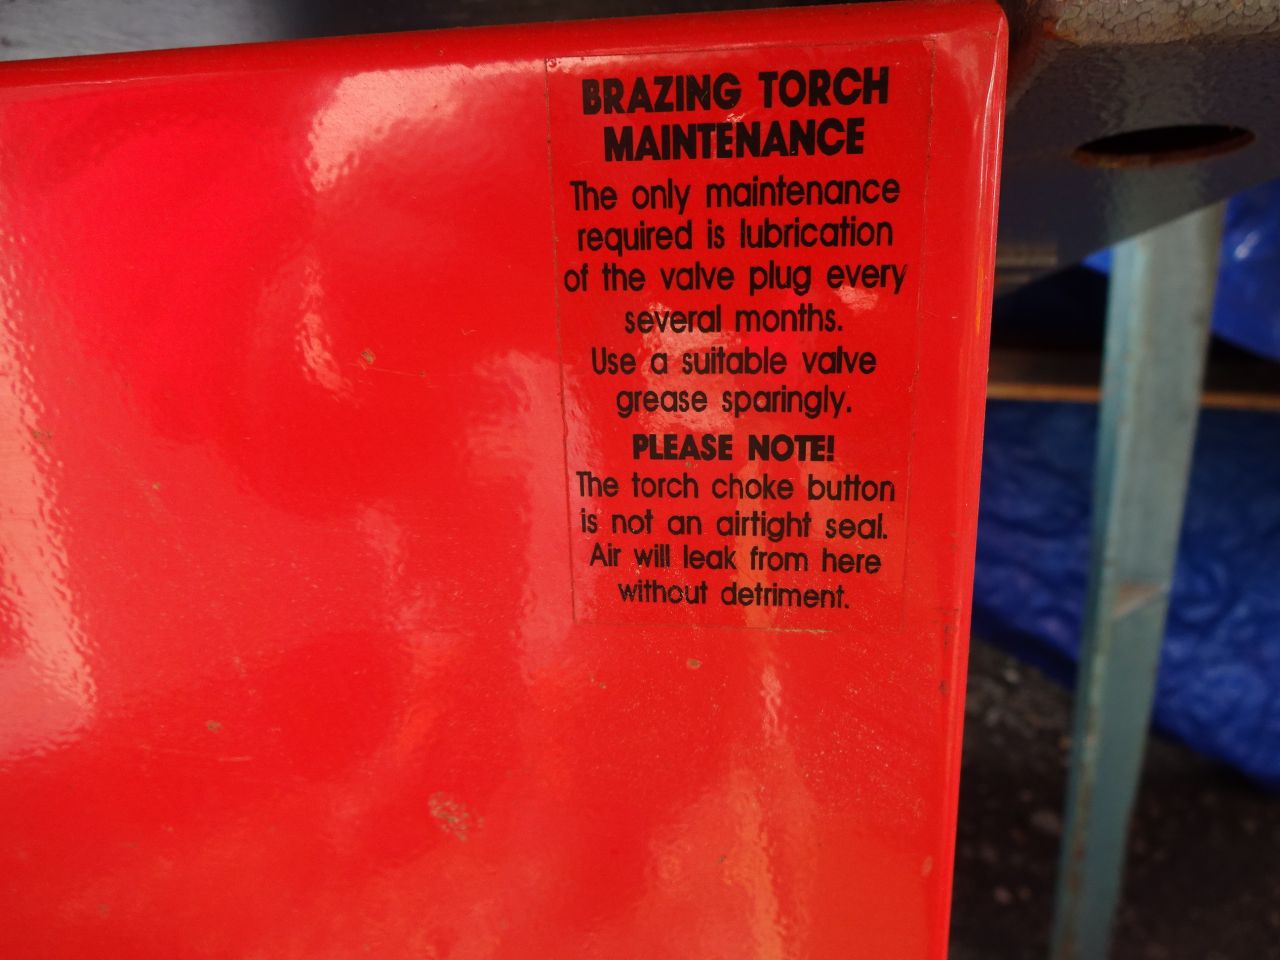 BRAZING TORCH
MAINTENANCE
The only maintenance
required is lubrication
of the valve plug every
several months.
Use a suitable valve
grease sparingly.
PLEASE NOTE!
The torch choke button
is not an airtight seal.
Air will leak from here
without detriment.